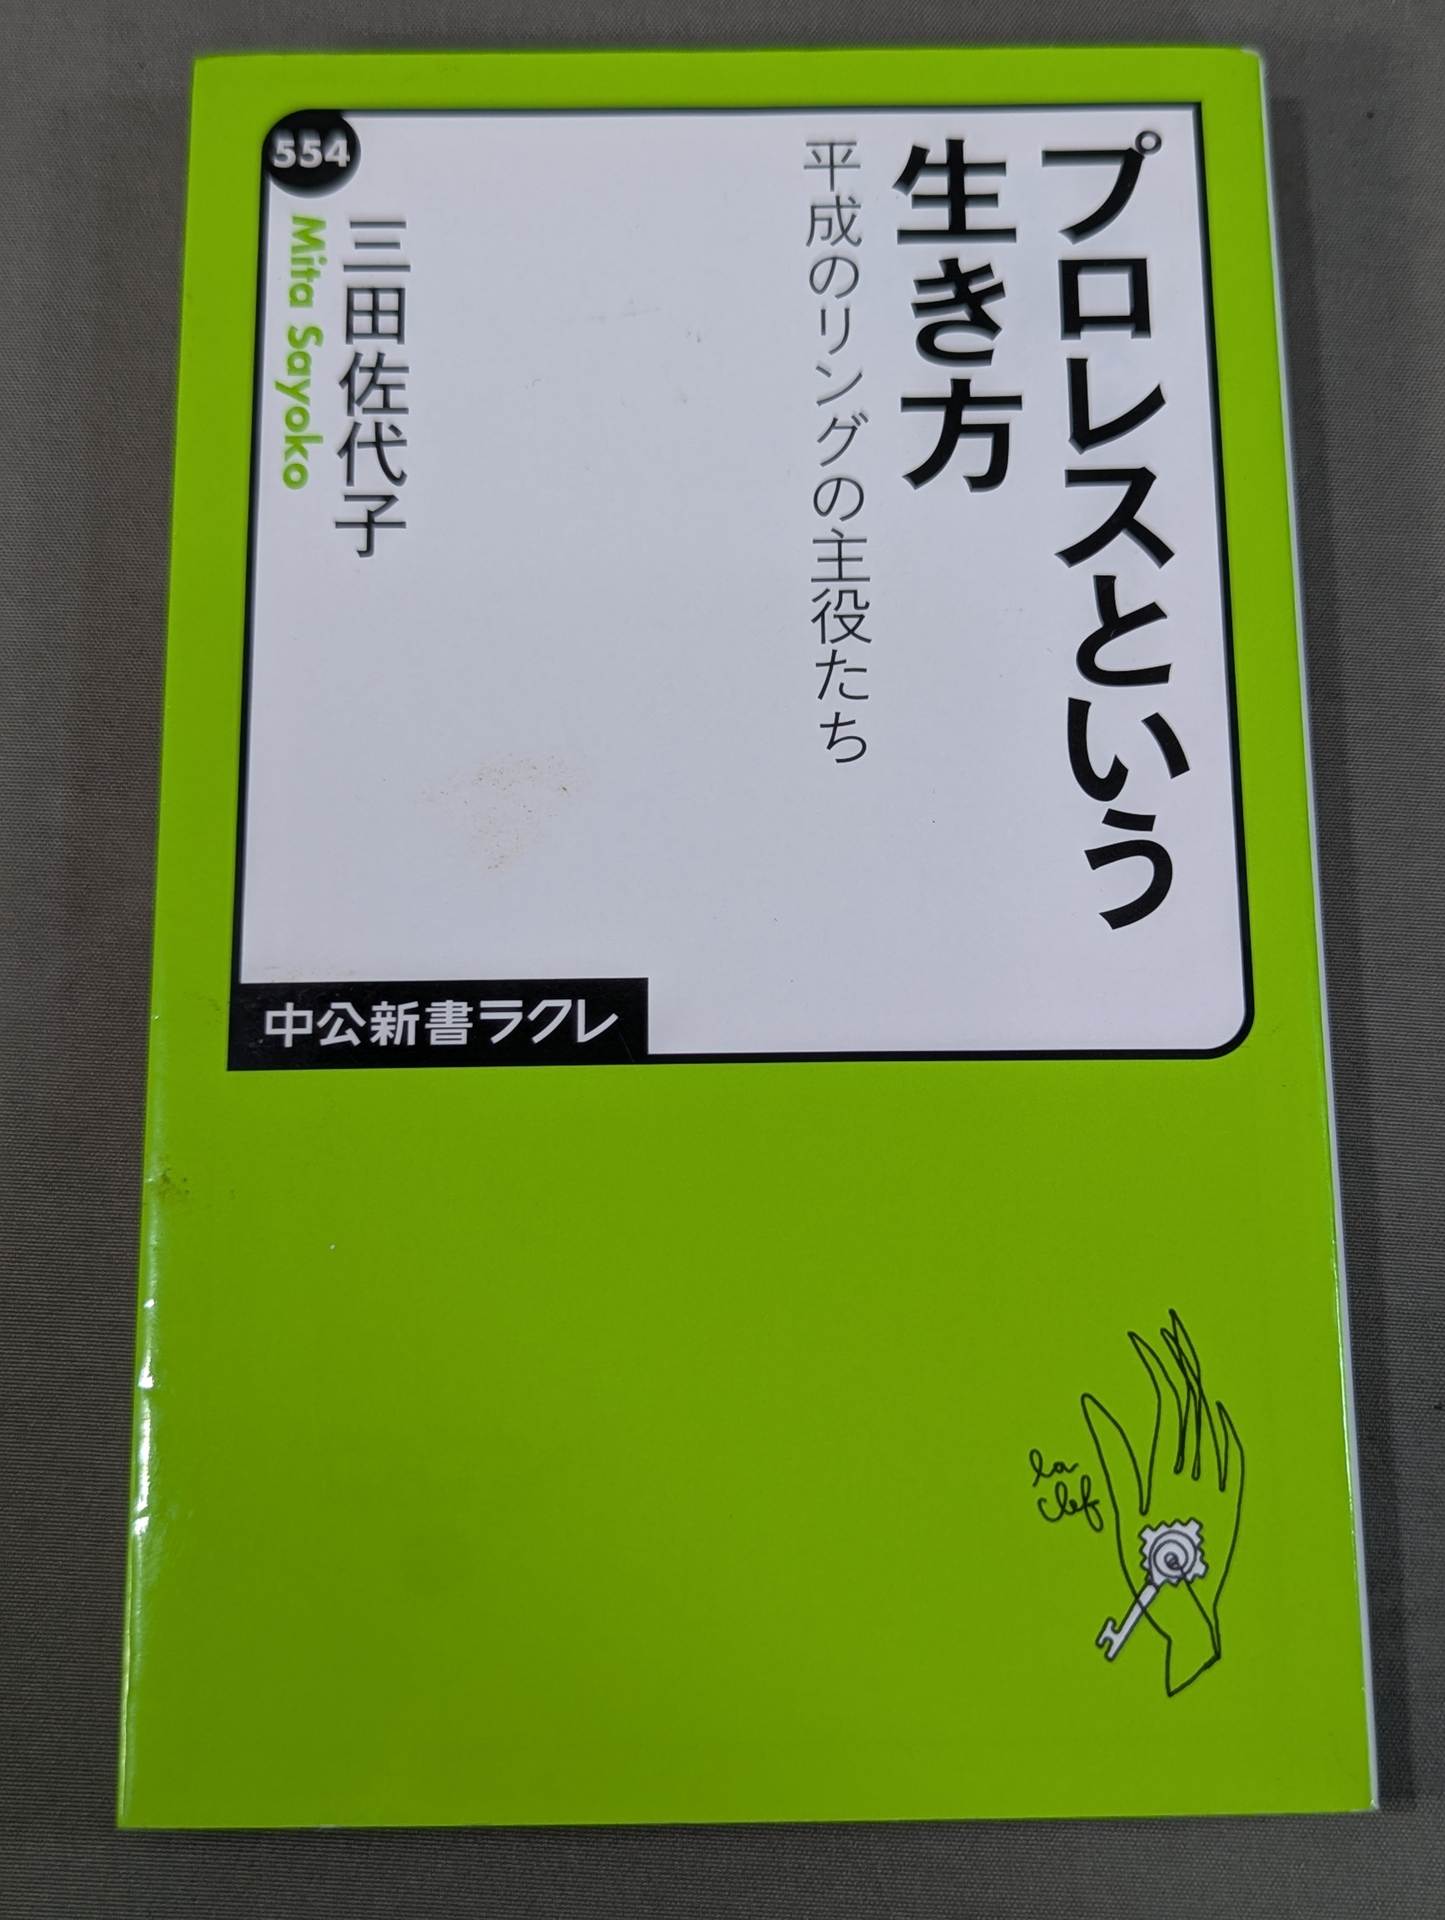 プロレスという
生き方
平成のリングの主役たち
554
三田佐代子
Mita Sayoko
中公新書ラクレ
la
clef